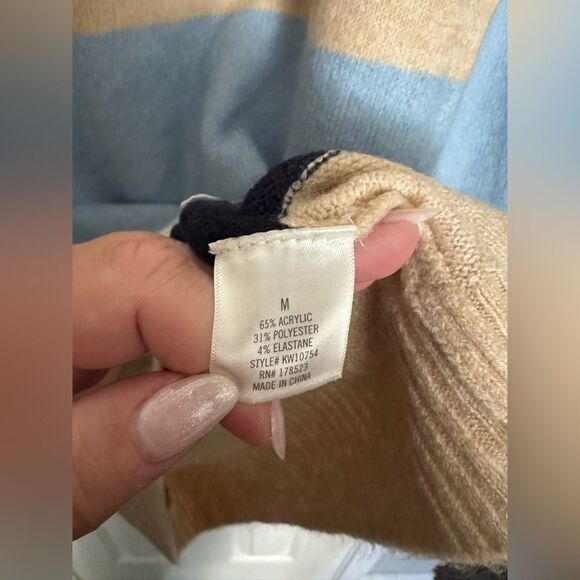 M
65% ACRYLIC
31% POLYESTER
4% ELASTANE
STYLE# KW10754
RN# 178523
MADE IN CHINA